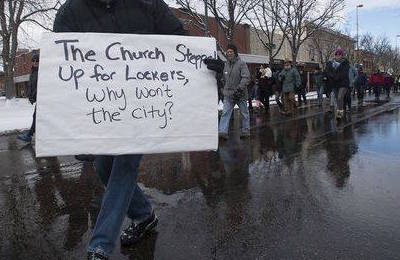 The Church Stepped
Up for Lockers,
why won't
the city?